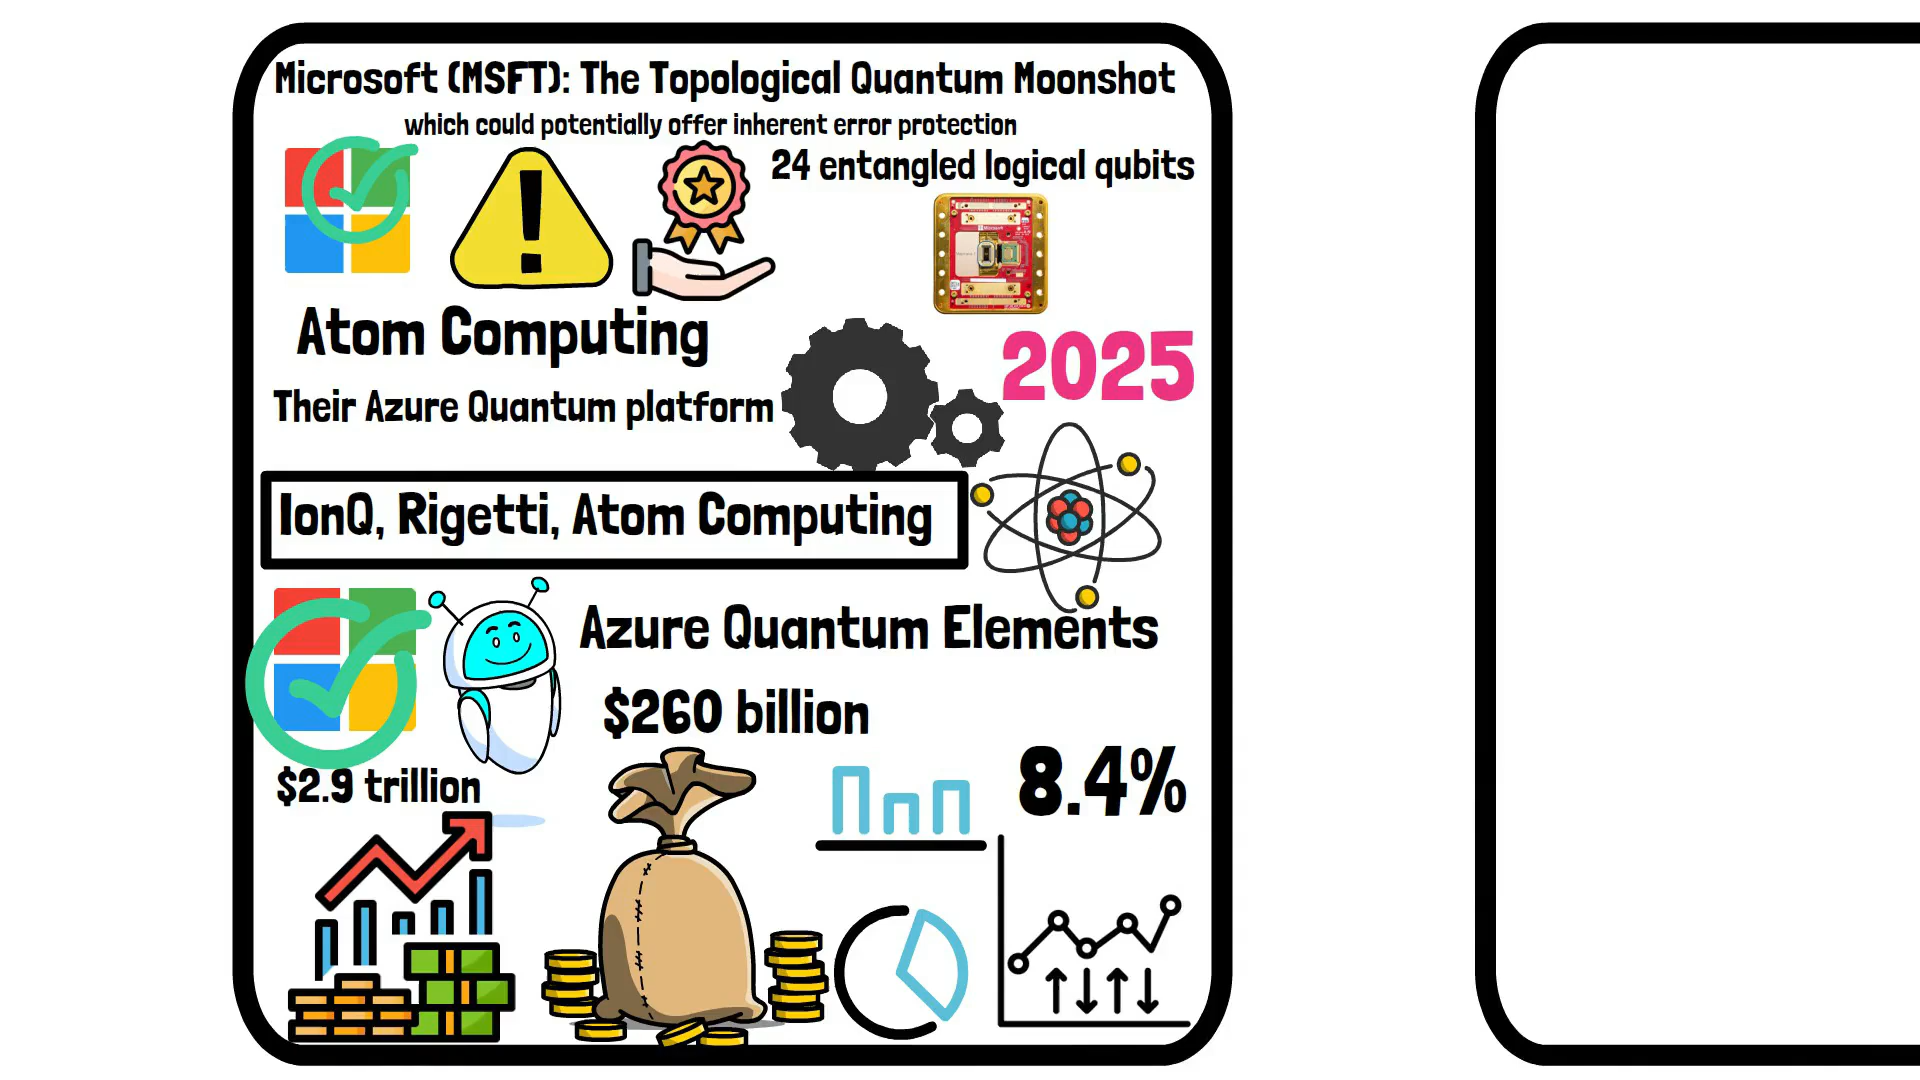 Microsoft (MSFT): The Topological Quantum Moonshot
which could potentially offer inherent error protection
24 entangled logical qubits
Atom Computing
2025
Their Azure Quantum platform
IonQ, Rigetti, Atom Computing
Azure Quantum Elements
$260 billion
8.4%
$2.9 trillion